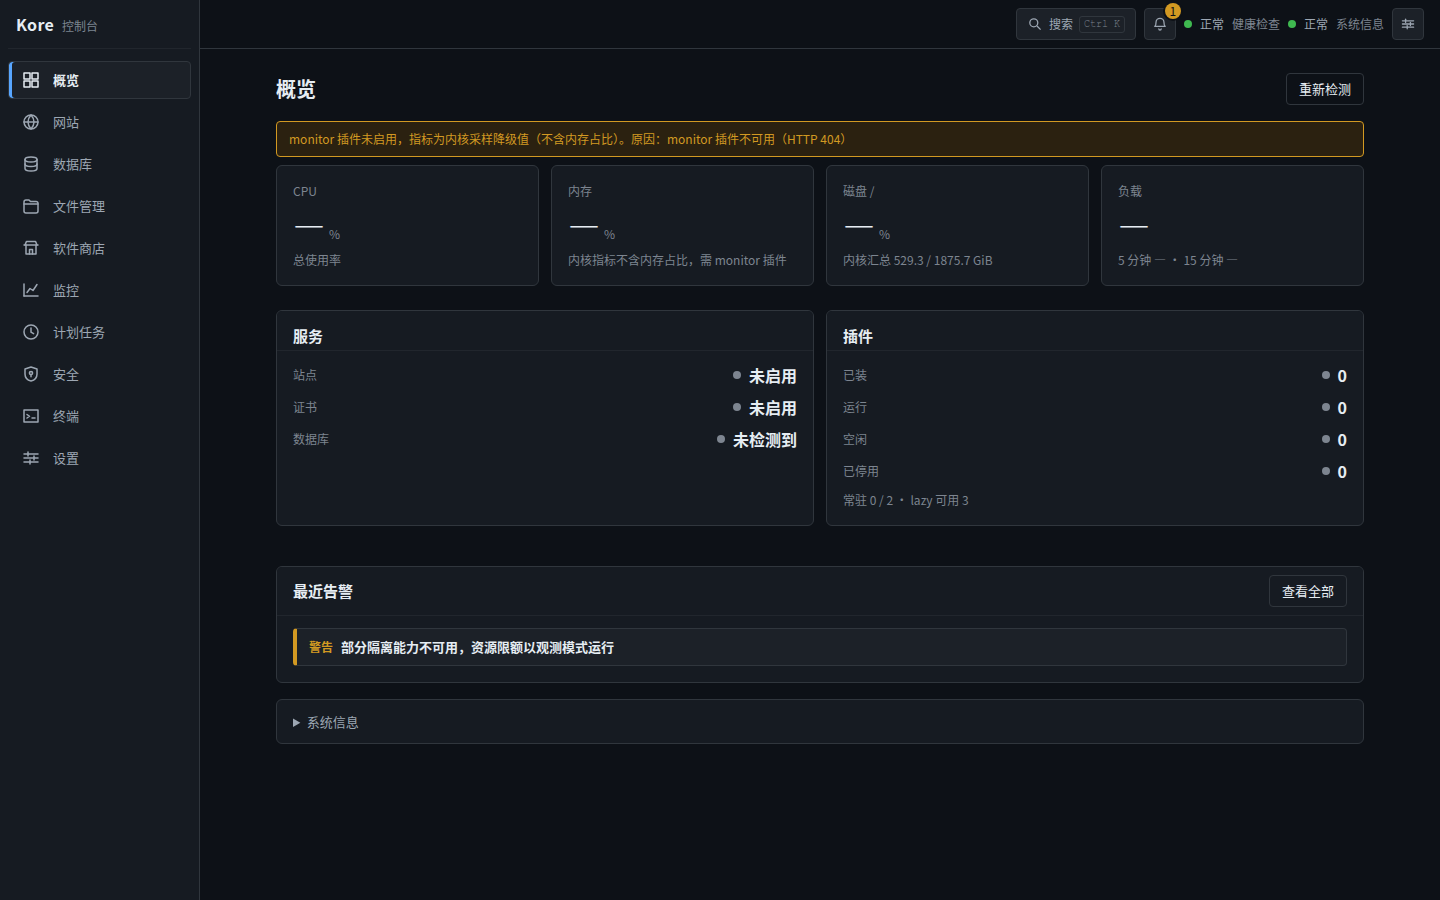 Kore 控制台
搜索 Ctrl K
1
正常 健康检查 正常 系统信息
概览
网站
数据库
文件管理
软件商店
监控
计划任务
安全
终端
设置
概览
重新检测
monitor 插件未启用，指标为内核采样降级值（不含内存占比）。原因：monitor 插件不可用（HTTP 404）
CPU
— %
总使用率
内存
— %
内核指标不含内存占比，需 monitor 插件
磁盘 /
— %
内核汇总 529.3 / 1875.7 GiB
负载
—
5 分钟 — · 15 分钟 —
服务
站点 未启用
证书 未启用
数据库 未检测到
插件
已装 0
运行 0
空闲 0
已停用 0
常驻 0 / 2 · lazy 可用 3
最近告警
查看全部
警告 部分隔离能力不可用，资源限额以观测模式运行
系统信息